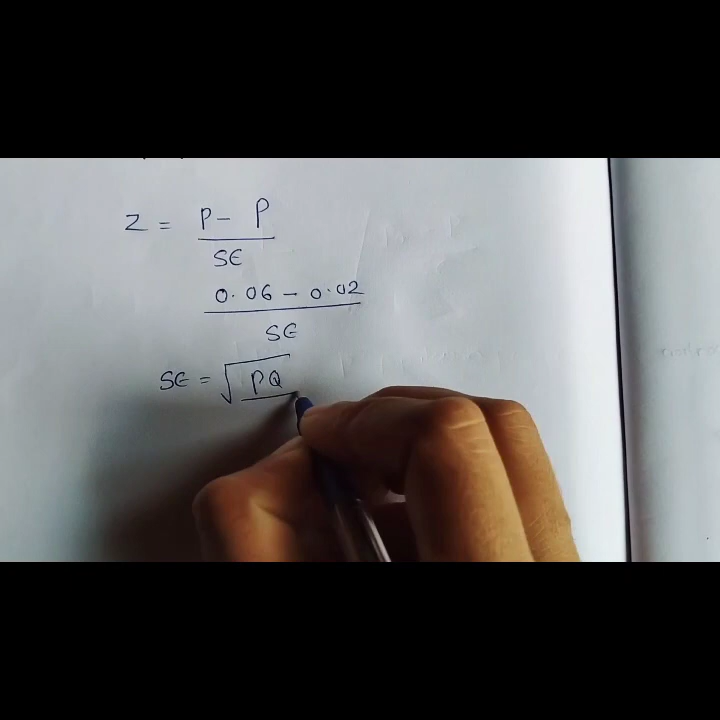 Z = P - P
SE
0.06 - 0.02
SE
SE = √PQ